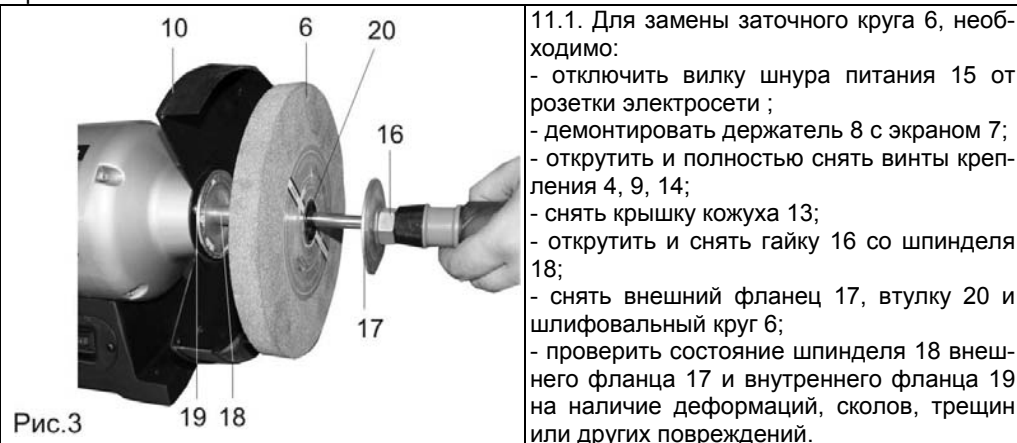 10 6 20
16
17
19 18
Рис.3
11.1. Для замены заточного круга 6, необ-
ходимо:
- отключить вилку шнура питания 15 от
розетки электросети ;
- демонтировать держатель 8 с экраном 7;
- открутить и полностью снять винты креп-
ления 4, 9, 14;
- снять крышку кожуха 13;
- открутить и снять гайку 16 со шпинделя
18;
- снять внешний фланец 17, втулку 20 и
шлифовальный круг 6;
- проверить состояние шпинделя 18 внеш-
него фланца 17 и внутреннего фланца 19
на наличие деформаций, сколов, трещин
или других повреждений.